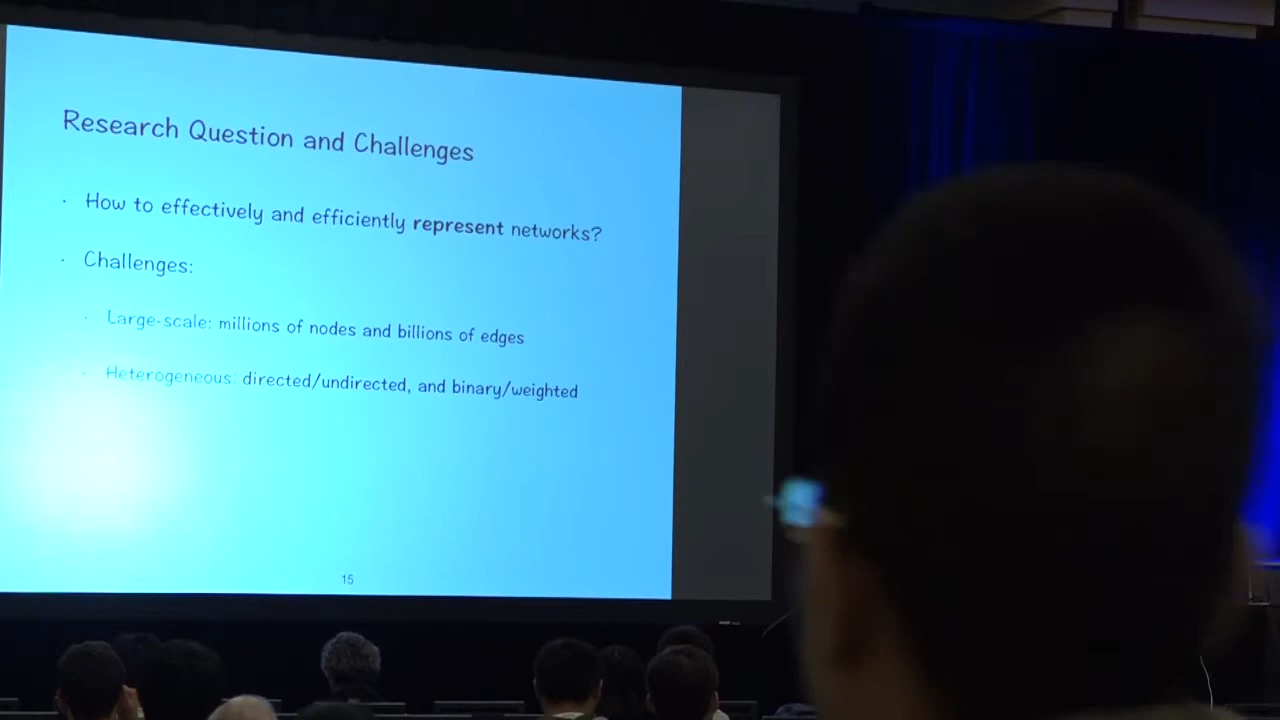 Research Question and Challenges
· How to effectively and efficiently represent networks?
· Challenges:
· Large-scale: millions of nodes and billions of edges
· Heterogeneous: directed/undirected, and binary/weighted
15